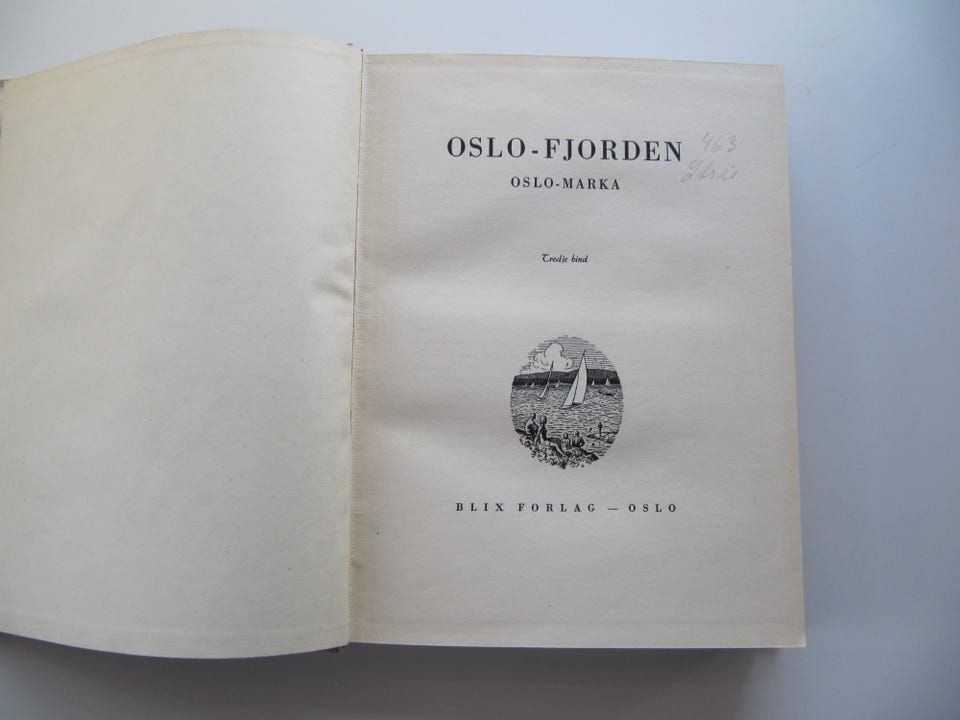 OSLO-FJORDEN
463
OSLO-MARKA
Tredje bind
BLIX FORLAG — OSLO